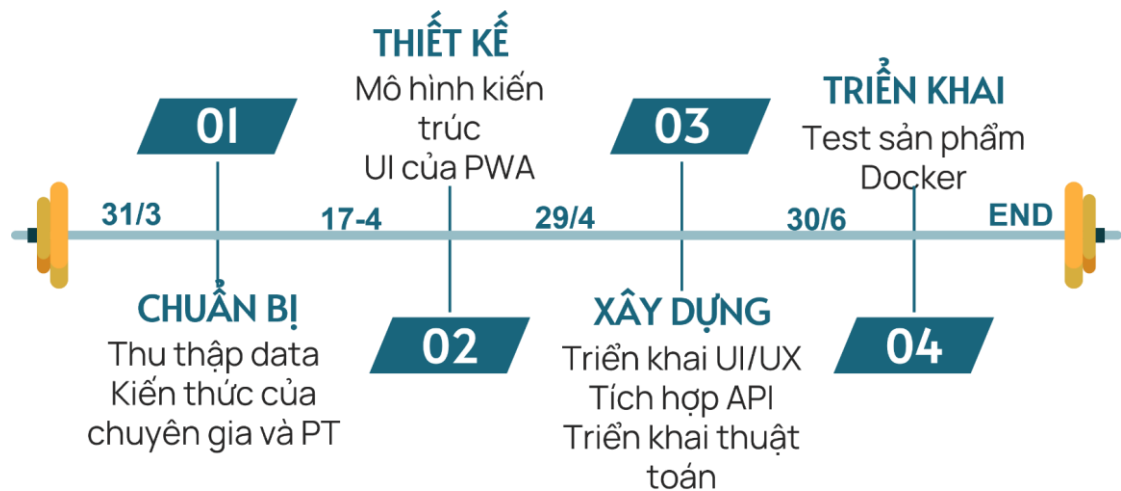 THIẾT KẾ
Mô hình kiến
trúc
UI của PWA
TRIỂN KHAI
Test sản phẩm
Docker
01
03
31/3
17-4
29/4
30/6
END
CHUẨN BỊ
Thu thập data
Kiến thức của
chuyên gia và PT
02
XÂY DỰNG
Triển khai UI/UX
Tích hợp API
Triển khai thuật
toán
04